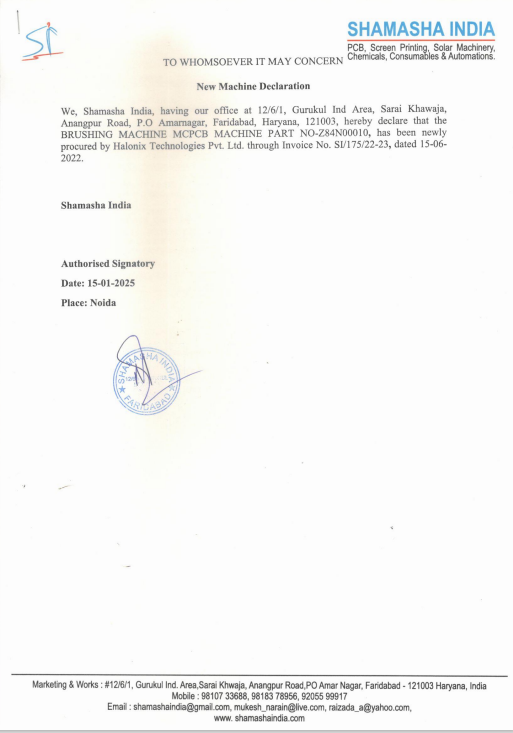 SHAMASHA INDIA
PCB, Screen Printing, Solar Machinery,
Chemicals, Consumables & Automations.
TO WHOMSOEVER IT MAY CONCERN
New Machine Declaration
We, Shamasha India, having our office at 12/6/1, Gurukul Ind Area, Sarai Khawaja,
Anangpur Road, P.O Amarnagar, Faridabad, Haryana, 121003, hereby declare that the
BRUSHING MACHINE MCPCB MACHINE PART NO-Z84N00010, has been newly
procured by Halonix Technologies Pvt. Ltd. through Invoice No. SI/175/22-23, dated 15-06-
2022.
Shamasha India
Authorised Signatory
Date: 15-01-2025
Place: Noida
SHAMASHA INDIA
FARIDABAD
Marketing & Works : #12/6/1, Gurukul Ind. Area,Sarai Khwaja, Anangpur Road,PO Amar Nagar, Faridabad - 121003 Haryana, India
Mobile : 98107 33688, 98183 78956, 92055 99917
Email : shamashaindia@gmail.com, mukesh_narain@live.com, raizada_a@yahoo.com,
www. shamashaindia.com